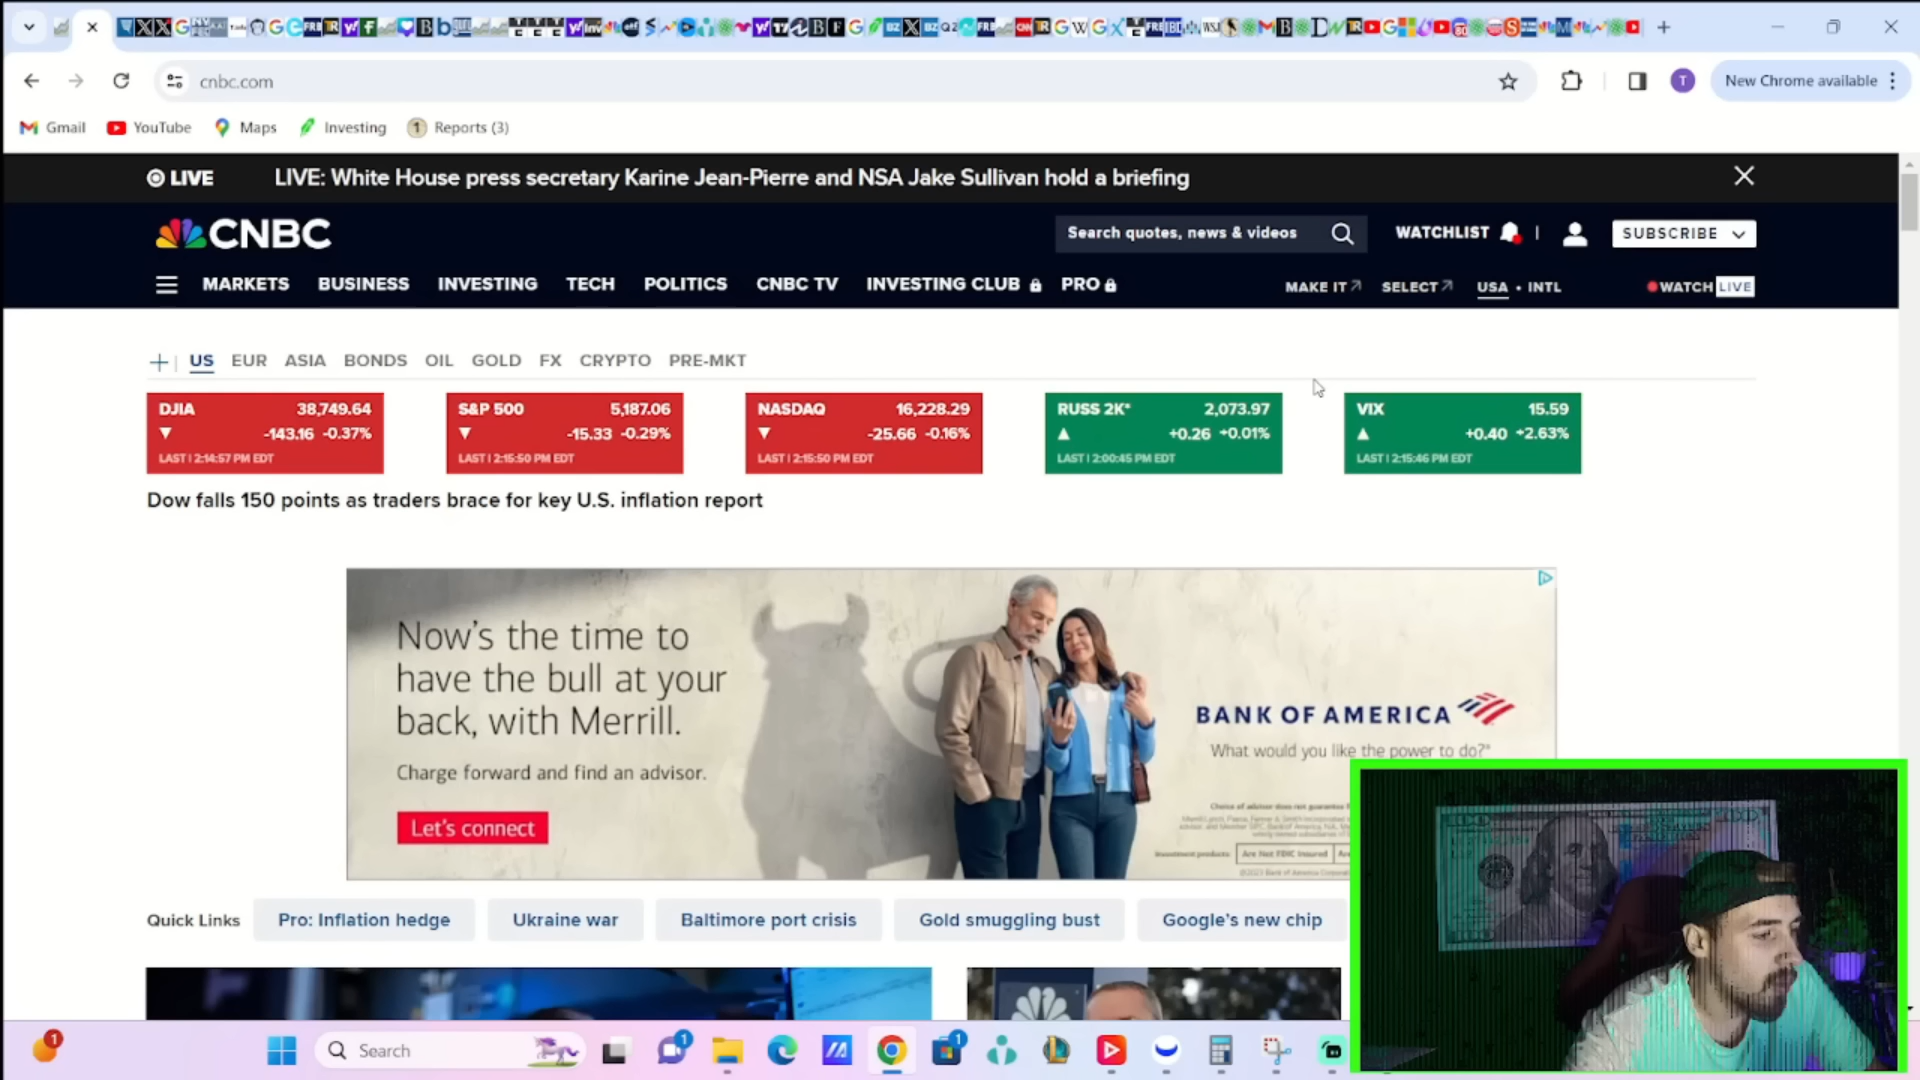 cnbc.com
New Chrome available
Gmail
YouTube
Maps
Investing
Reports (3)
LIVE
LIVE: White House press secretary Karine Jean-Pierre and NSA Jake Sullivan hold a briefing
CNBC
Search quotes, news & videos
WATCHLIST
SUBSCRIBE
MARKETS
BUSINESS
INVESTING
TECH
POLITICS
CNBC TV
INVESTING CLUB
PRO
MAKE IT
SELECT
USA • INTL
WATCH LIVE
US EUR ASIA BONDS OIL GOLD FX CRYPTO PRE-MKT
DJIA 38,749.64
-143.16 -0.37%
LAST | 2:14:57 PM EDT
S&P 500 5,187.06
-15.33 -0.29%
LAST | 2:15:50 PM EDT
NASDAQ 16,228.29
-25.66 -0.16%
LAST | 2:15:50 PM EDT
RUSS 2K* 2,073.97
+0.26 +0.01%
LAST | 2:00:45 PM EDT
VIX 15.59
+0.40 +2.63%
LAST | 2:15:46 PM EDT
Dow falls 150 points as traders brace for key U.S. inflation report
Now's the time to
have the bull at your
back, with Merrill.
Charge forward and find an advisor.
Let's connect
BANK OF AMERICA
What would you like the power to do?®
Quick Links
Pro: Inflation hedge
Ukraine war
Baltimore port crisis
Gold smuggling bust
Google's new chip
Search